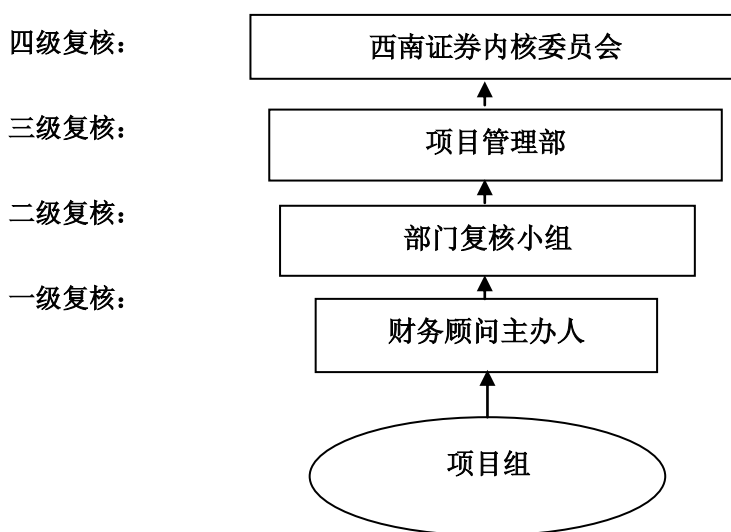 四级复核：
西南证券内核委员会
三级复核：
项目管理部
二级复核：
部门复核小组
一级复核：
财务顾问主办人
项目组